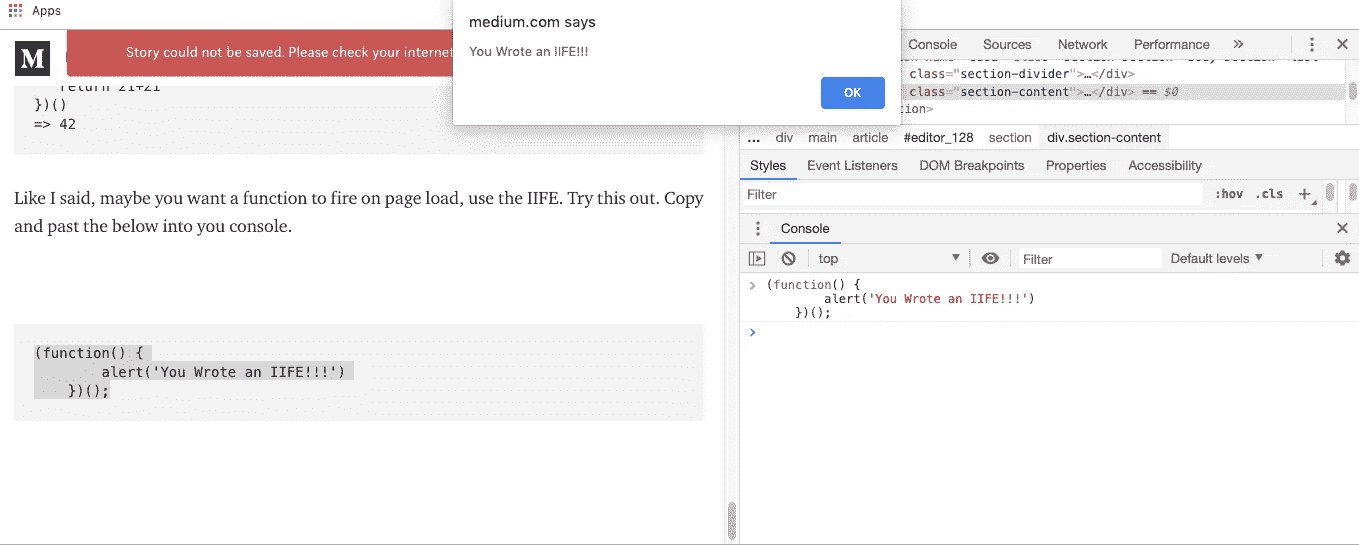 Apps
medium.com says
You Wrote an IIFE!!!
OK
M
Story could not be saved. Please check your internet
return 21+21
})()
=> 42
Like I said, maybe you want a function to fire on page load, use the IIFE. Try this out. Copy
and past the below into you console.
(function() {
alert('You Wrote an IIFE!!!')
})();
Console Sources Network Performance »
class="section-divider">…</div>
class="section-content">…</div> == $0
tion>
... div main article #editor_128 section div.section-content
Styles Event Listeners DOM Breakpoints Properties Accessibility
Filter :hov .cls +
Console
top Filter Default levels
(function() {
alert('You Wrote an IIFE!!!')
})();